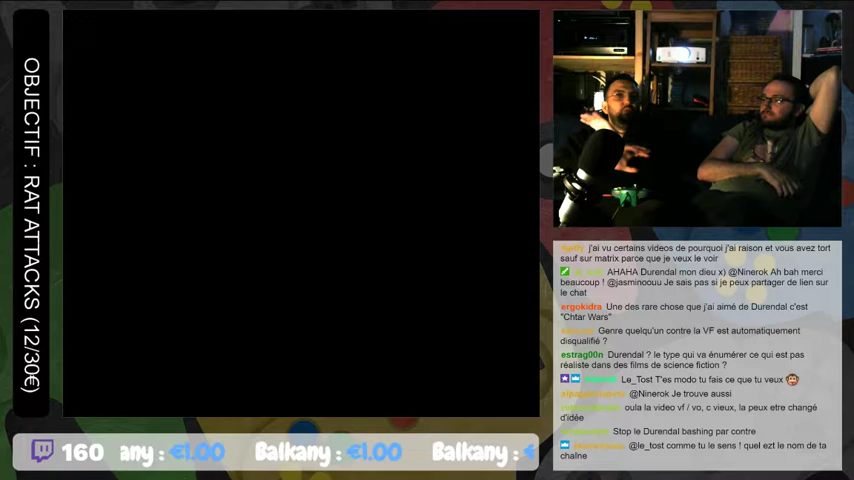 OBJECTIF : RAT ATTACKS (12/30€)
j'ai vu certains videos de pourquoi j'ai raison et vous avez tort
sauf sur matrix parce que je veux le voir
AHAHA Durendal mon dieu x) @Ninerok Ah bah merci
beaucoup ! @jasminoouu Je sais pas si je peux partager de lien sur
le chat
ergokidra Une des rare chose que j'ai aimé de Durendal c'est
"Chtar Wars"
Genre quelqu'un contre la VF est automatiquement
disqualifié ?
estrag00n Durendal ? le type qui va énumérer ce qui est pas
réaliste dans des films de science fiction ?
Le_Tost T'es modo tu fais ce que tu veux
@Ninerok Je trouve aussi
oula la video vf / vo, c vieux, la peux etre changé
d'idée
Stop le Durendal bashing par contre
@le_tost comme tu le sens ! quel ezt le nom de ta
chaîne
160 any : €1.00 Balkany : €1.00 Balkany : €